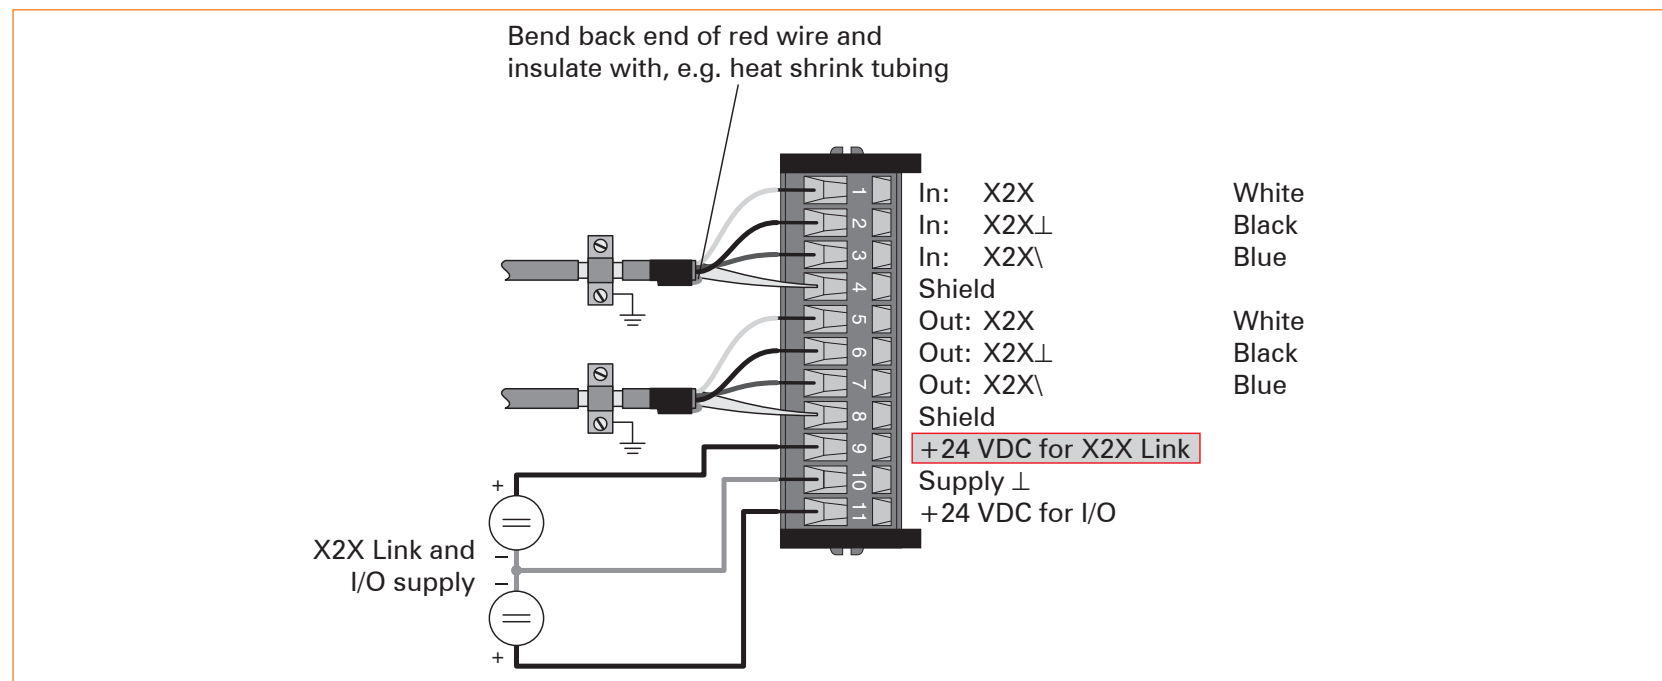 Bend back end of red wire and
insulate with, e.g. heat shrink tubing
1 In: X2X White
2 In: X2X⊥ Black
3 In: X2X\ Blue
4 Shield
5 Out: X2X White
6 Out: X2X⊥ Black
7 Out: X2X\ Blue
8 Shield
9 +24 VDC for X2X Link
10 Supply ⊥
11 +24 VDC for I/O
+
X2X Link and
–
I/O supply
–
+